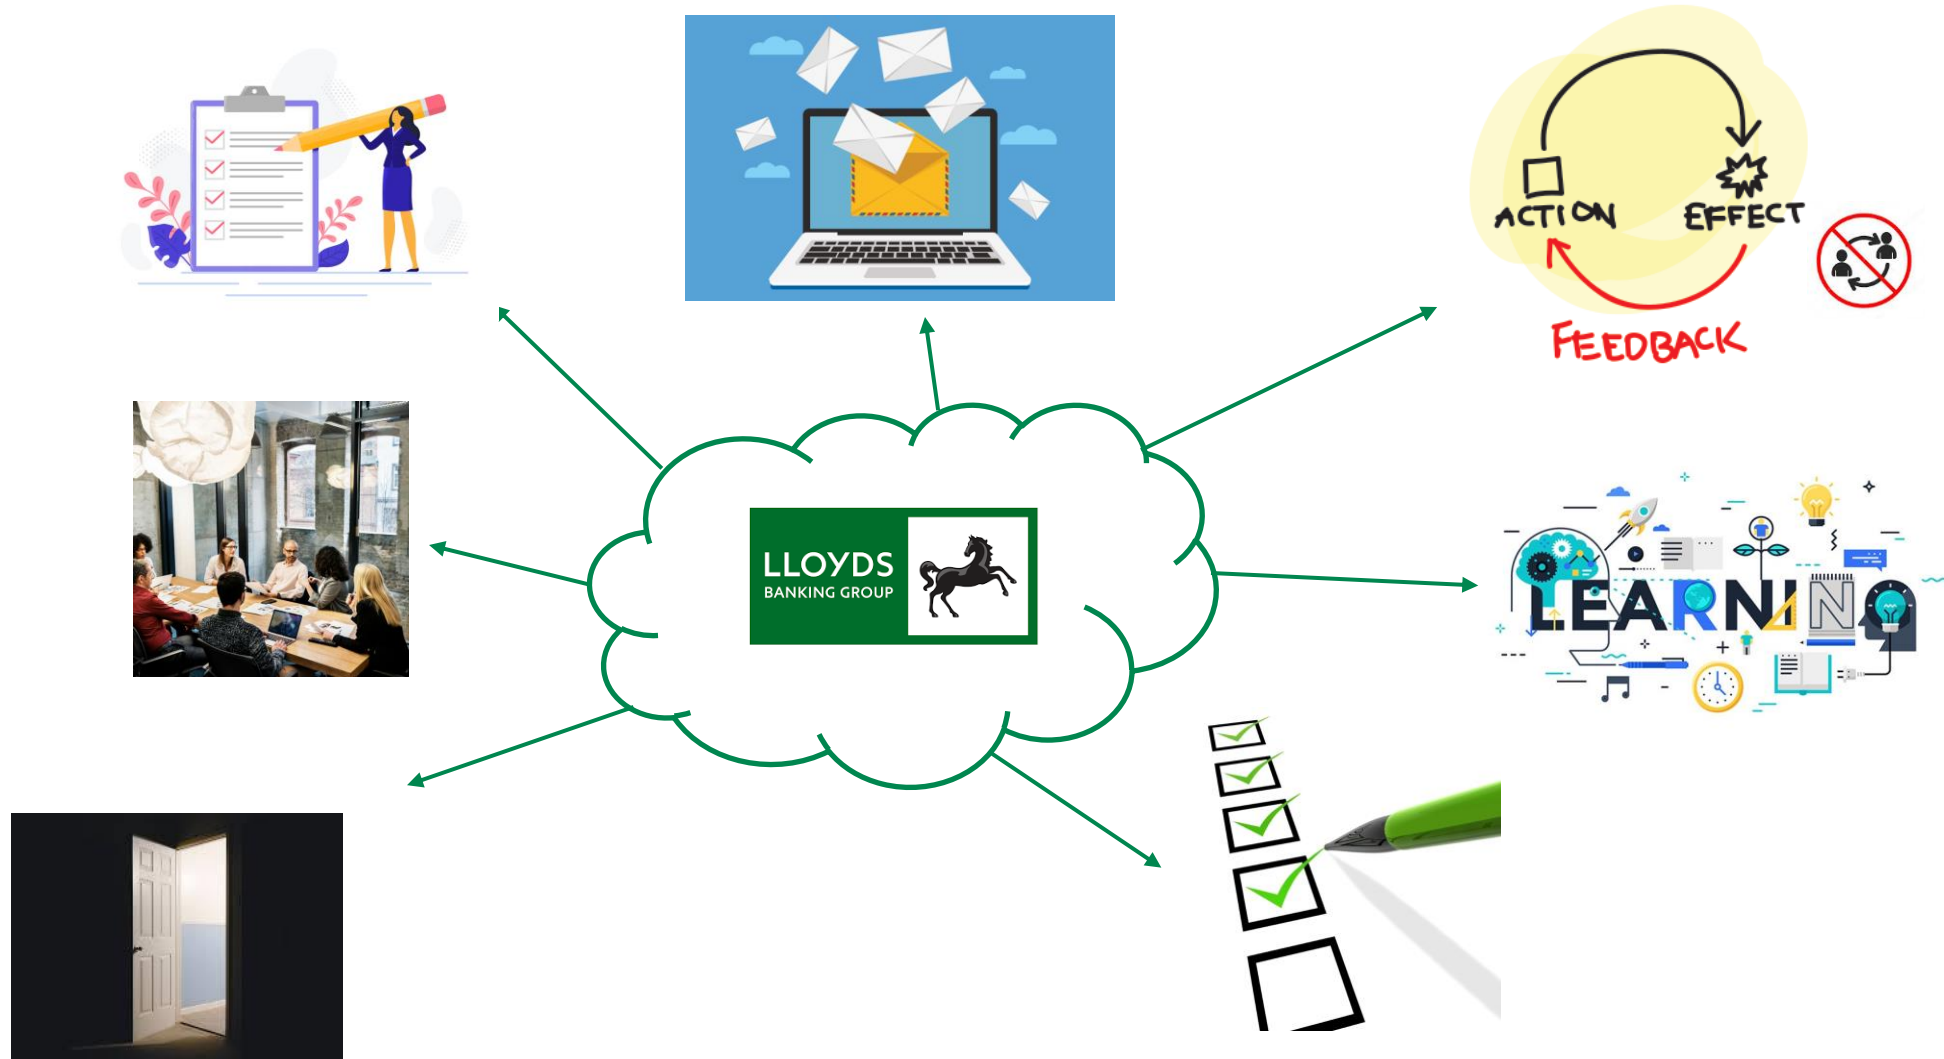 ACTION
EFFECT
FEEDBACK
LLOYDS
BANKING GROUP
LEARNING